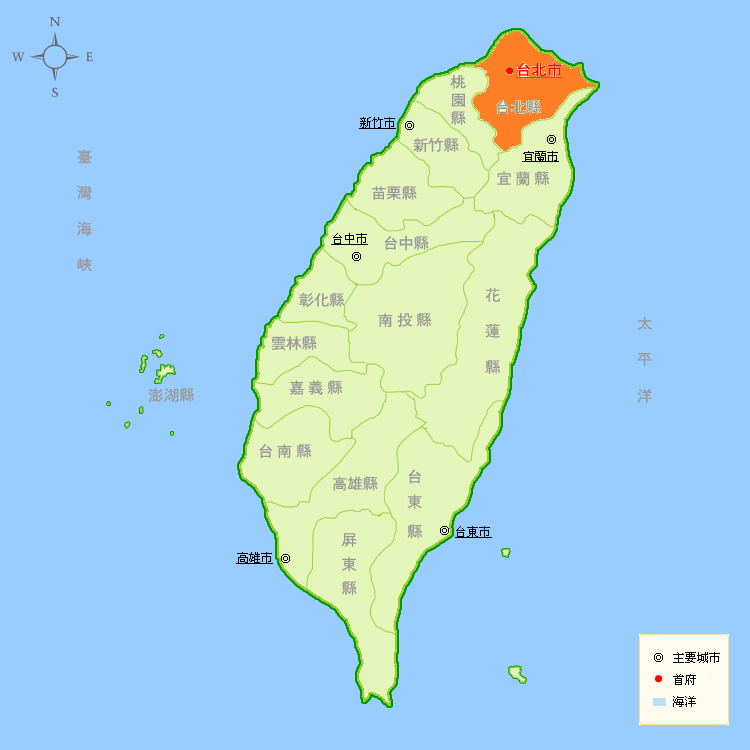 N
W
E
S
台北市
台北縣
桃園縣
新竹市
新竹縣
宜蘭市
宜蘭縣
臺灣海峽
苗栗縣
台中市
台中縣
彰化縣
花蓮縣
南投縣
太平洋
雲林縣
嘉義縣
澎湖縣
台南縣
高雄縣
台東縣
台東市
屏東縣
高雄市
主要城市
首府
海洋